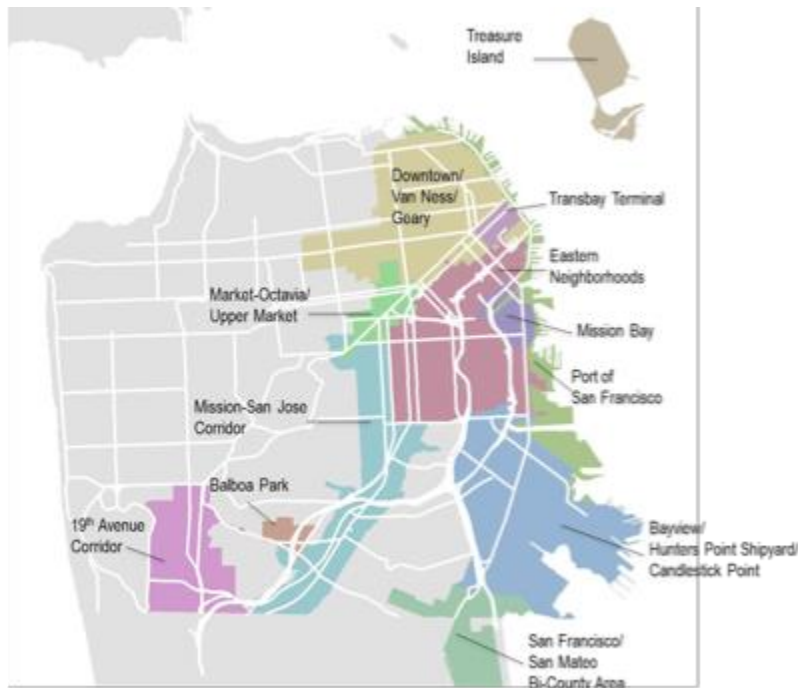 Treasure
Island
Downtown/
Van Ness/
Geary
Transbay Terminal
Eastern
Neighborhoods
Market-Octavia/
Upper Market
Mission Bay
Port of
San Francisco
Mission-San Jose
Corridor
Balboa Park
19th Avenue
Corridor
Bayview/
Hunters Point Shipyard/
Candlestick Point
San Francisco/
San Mateo
Bi-County Area